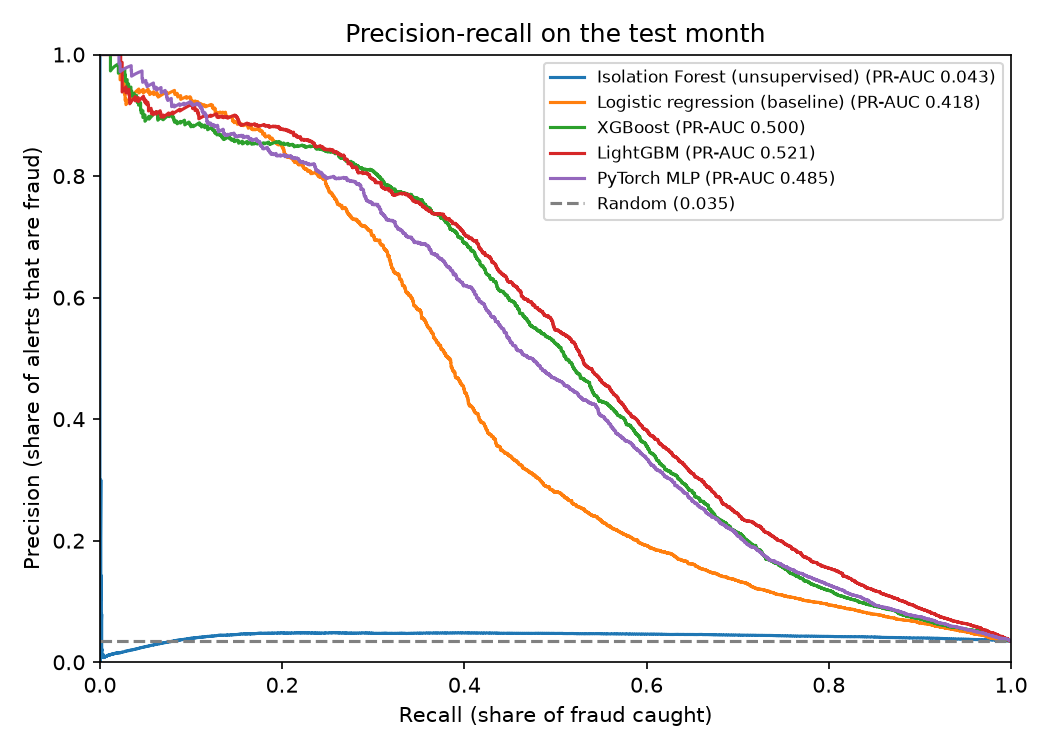 Precision-recall on the test month
Isolation Forest (unsupervised) (PR-AUC 0.043)
Logistic regression (baseline) (PR-AUC 0.418)
XGBoost (PR-AUC 0.500)
LightGBM (PR-AUC 0.521)
PyTorch MLP (PR-AUC 0.485)
Random (0.035)
Precision (share of alerts that are fraud)
1.0
0.8
0.6
0.4
0.2
0.0
0.0 0.2 0.4 0.6 0.8 1.0
Recall (share of fraud caught)